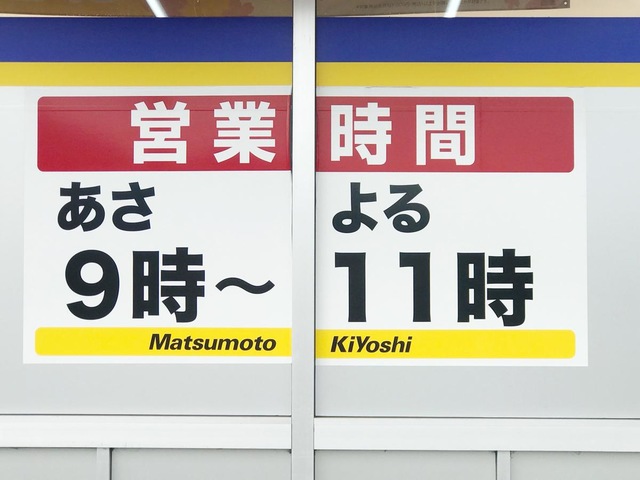 営業時間
あさ よる
9時～11時
Matsumoto KiYoshi